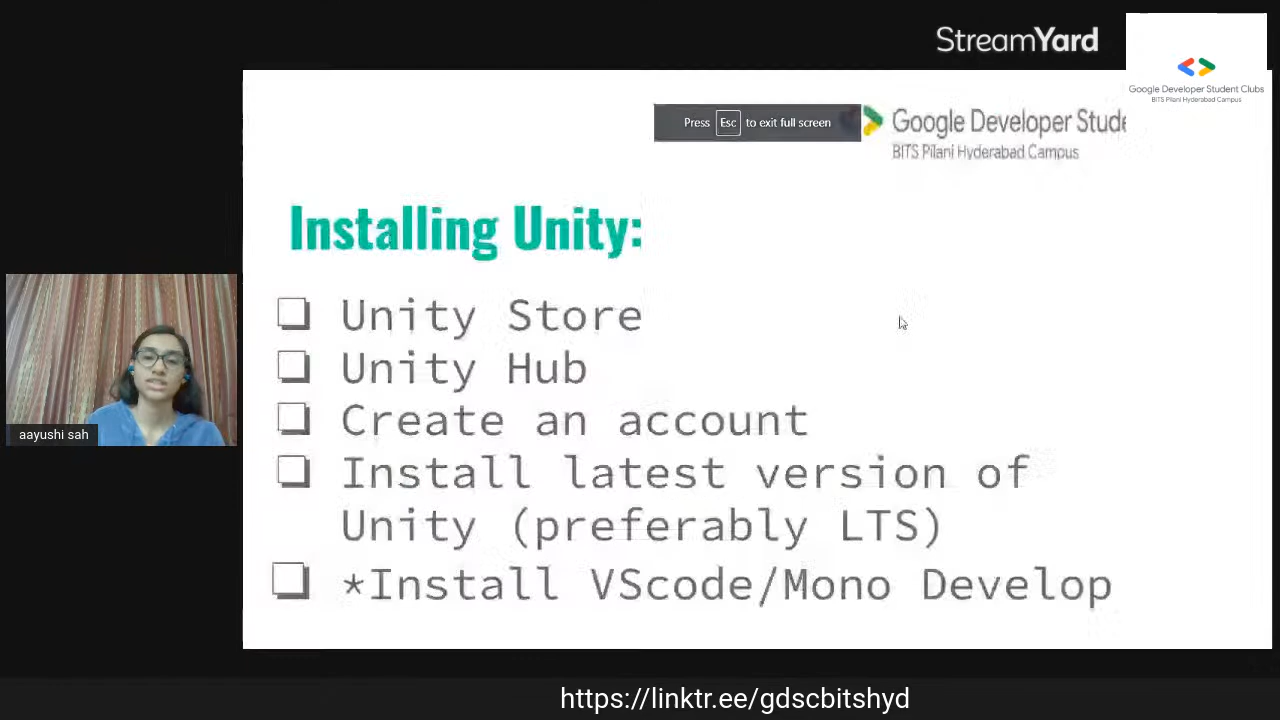 StreamYard
Google Developer Student Clubs
BITS Pilani Hyderabad Campus
Press Esc to exit full screen
Google Developer Stude
BITS Pilani Hyderabad Campus
Installing Unity:
Unity Store
Unity Hub
Create an account
Install latest version of
Unity (preferably LTS)
*Install VScode/Mono Develop
aayushi sah
https://linktr.ee/gdscbitshyd